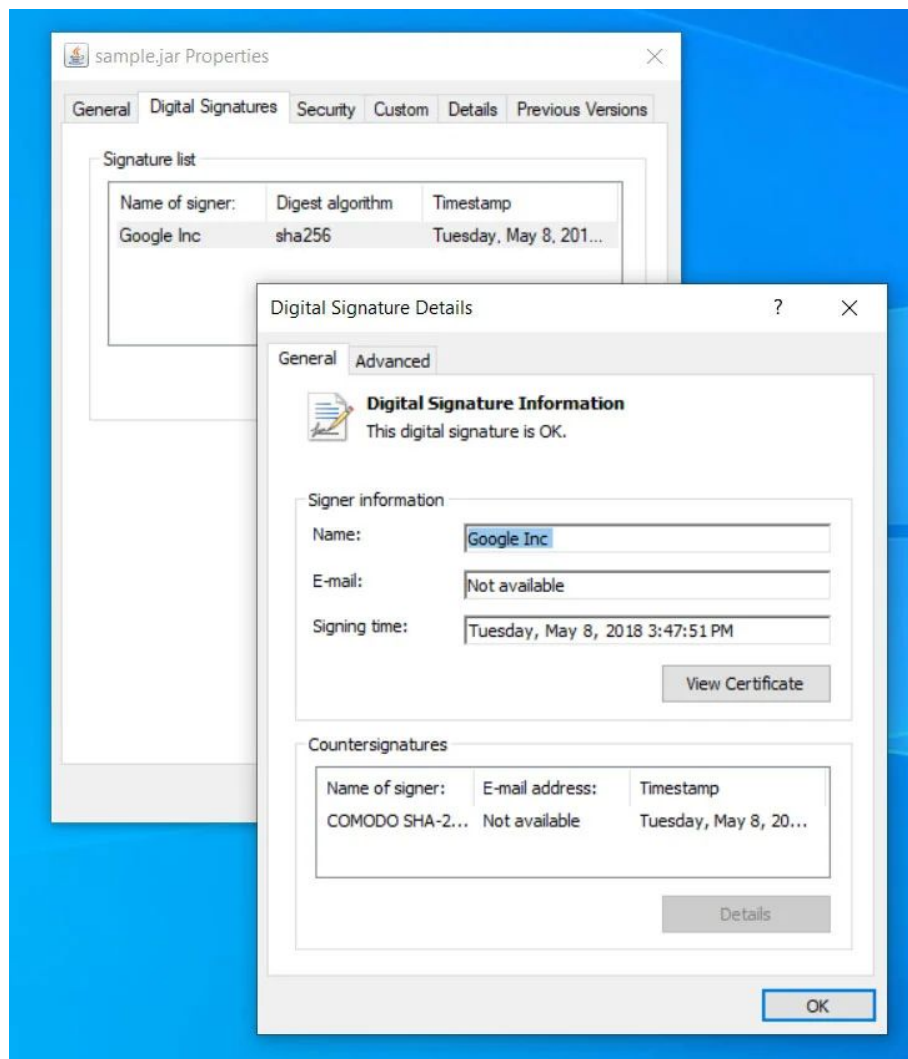 sample.jar Properties
General Digital Signatures Security Custom Details Previous Versions
Signature list
Name of signer: Digest algorithm Timestamp
Google Inc sha256 Tuesday, May 8, 201...
Digital Signature Details ?
General Advanced
Digital Signature Information
This digital signature is OK.
Signer information
Name: Google Inc
E-mail: Not available
Signing time: Tuesday, May 8, 2018 3:47:51 PM
View Certificate
Countersignatures
Name of signer: E-mail address: Timestamp
COMODO SHA-2... Not available Tuesday, May 8, 20...
Details
OK